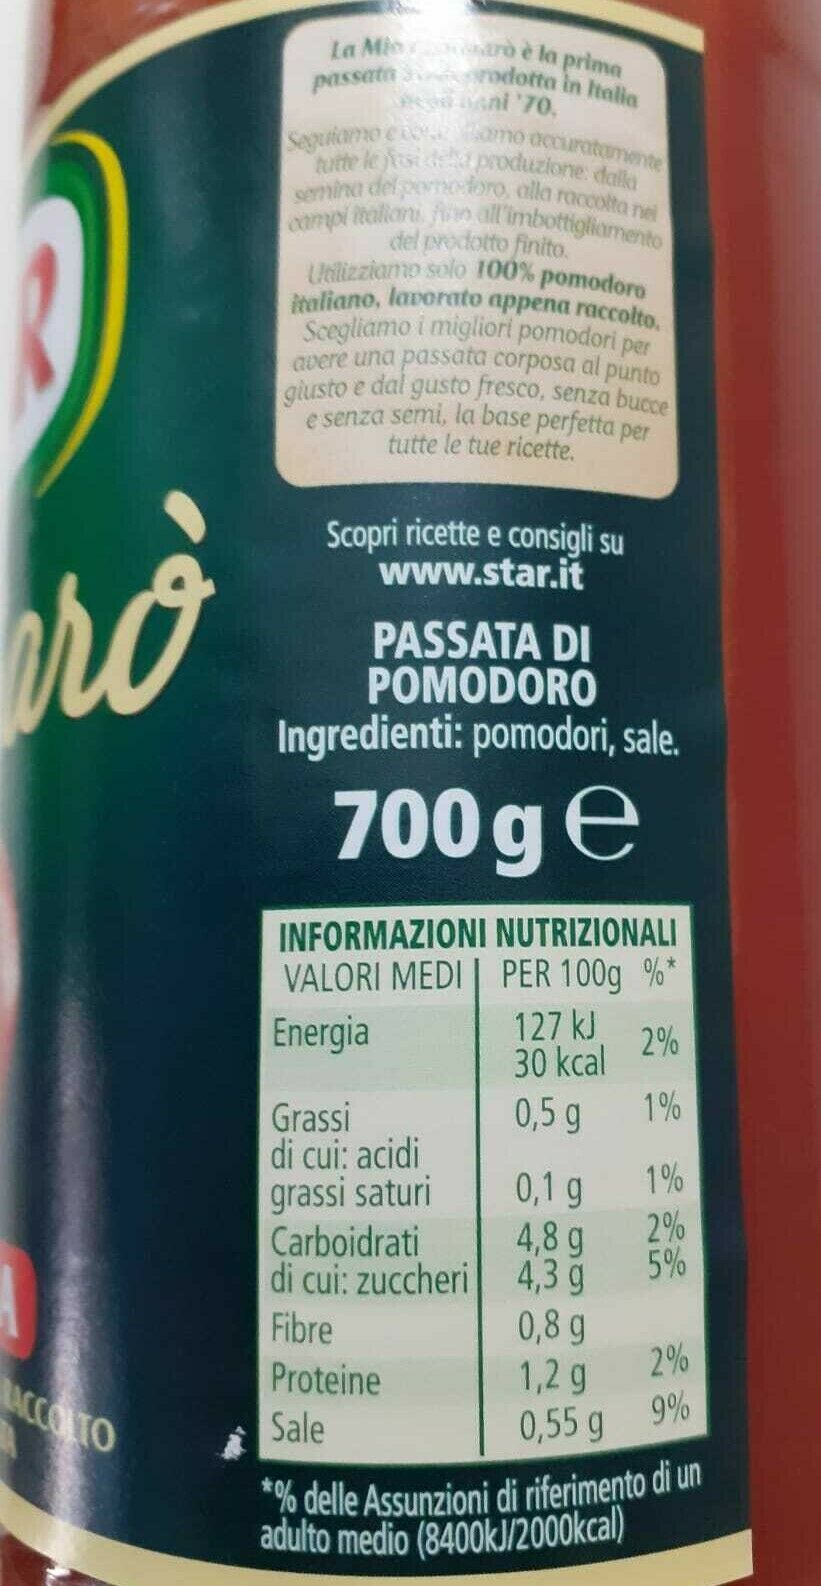 La Mia è la prima
passata prodotta in Italia
anni '70.
Seguiamo e accuratamente
tutte le fasi della produzione: dalla
semina del pomodoro, alla raccolta nei
campi italiani, fino all'imbottigliamento
del prodotto finito.
Utilizziamo solo 100% pomodoro
italiano, lavorato appena raccolto.
Scegliamo i migliori pomodori per
avere una passata corposa al punto
giusto e dal gusto fresco, senza bucce
e senza semi, la base perfetta per
tutte le tue ricette.
R
arò
Scopri ricette e consigli su
www.star.it
PASSATA DI
POMODORO
Ingredienti: pomodori, sale.
700 g e
INFORMAZIONI NUTRIZIONALI
VALORI MEDI PER 100g %*
Energia 127 kJ
30 kcal 2%
Grassi 0,5 g 1%
di cui: acidi
grassi saturi 0,1 g 1%
Carboidrati 4,8 g 2%
di cui: zuccheri 4,3 g 5%
Fibre 0,8 g
Proteine 1,2 g 2%
Sale 0,55 g 9%
*% delle Assunzioni di riferimento di un
adulto medio (8400kJ/2000kcal)
A
RACCOLTO